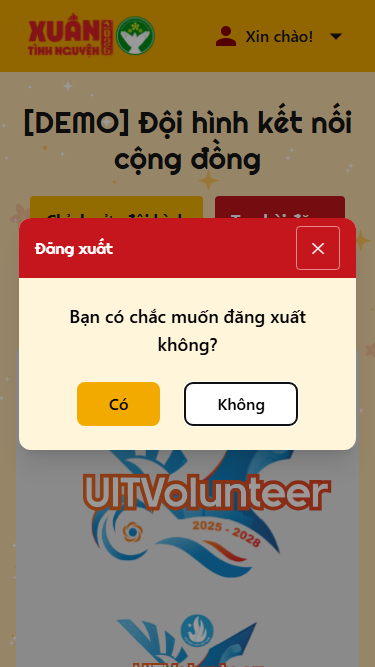 XUÂN
TÌNH NGUYỆN
Xin chào!
[DEMO] Đội hình kết nối
cộng đồng
Đăng xuất
Bạn có chắc muốn đăng xuất
không?
Có
Không
UITVolunteer
2025 - 2028